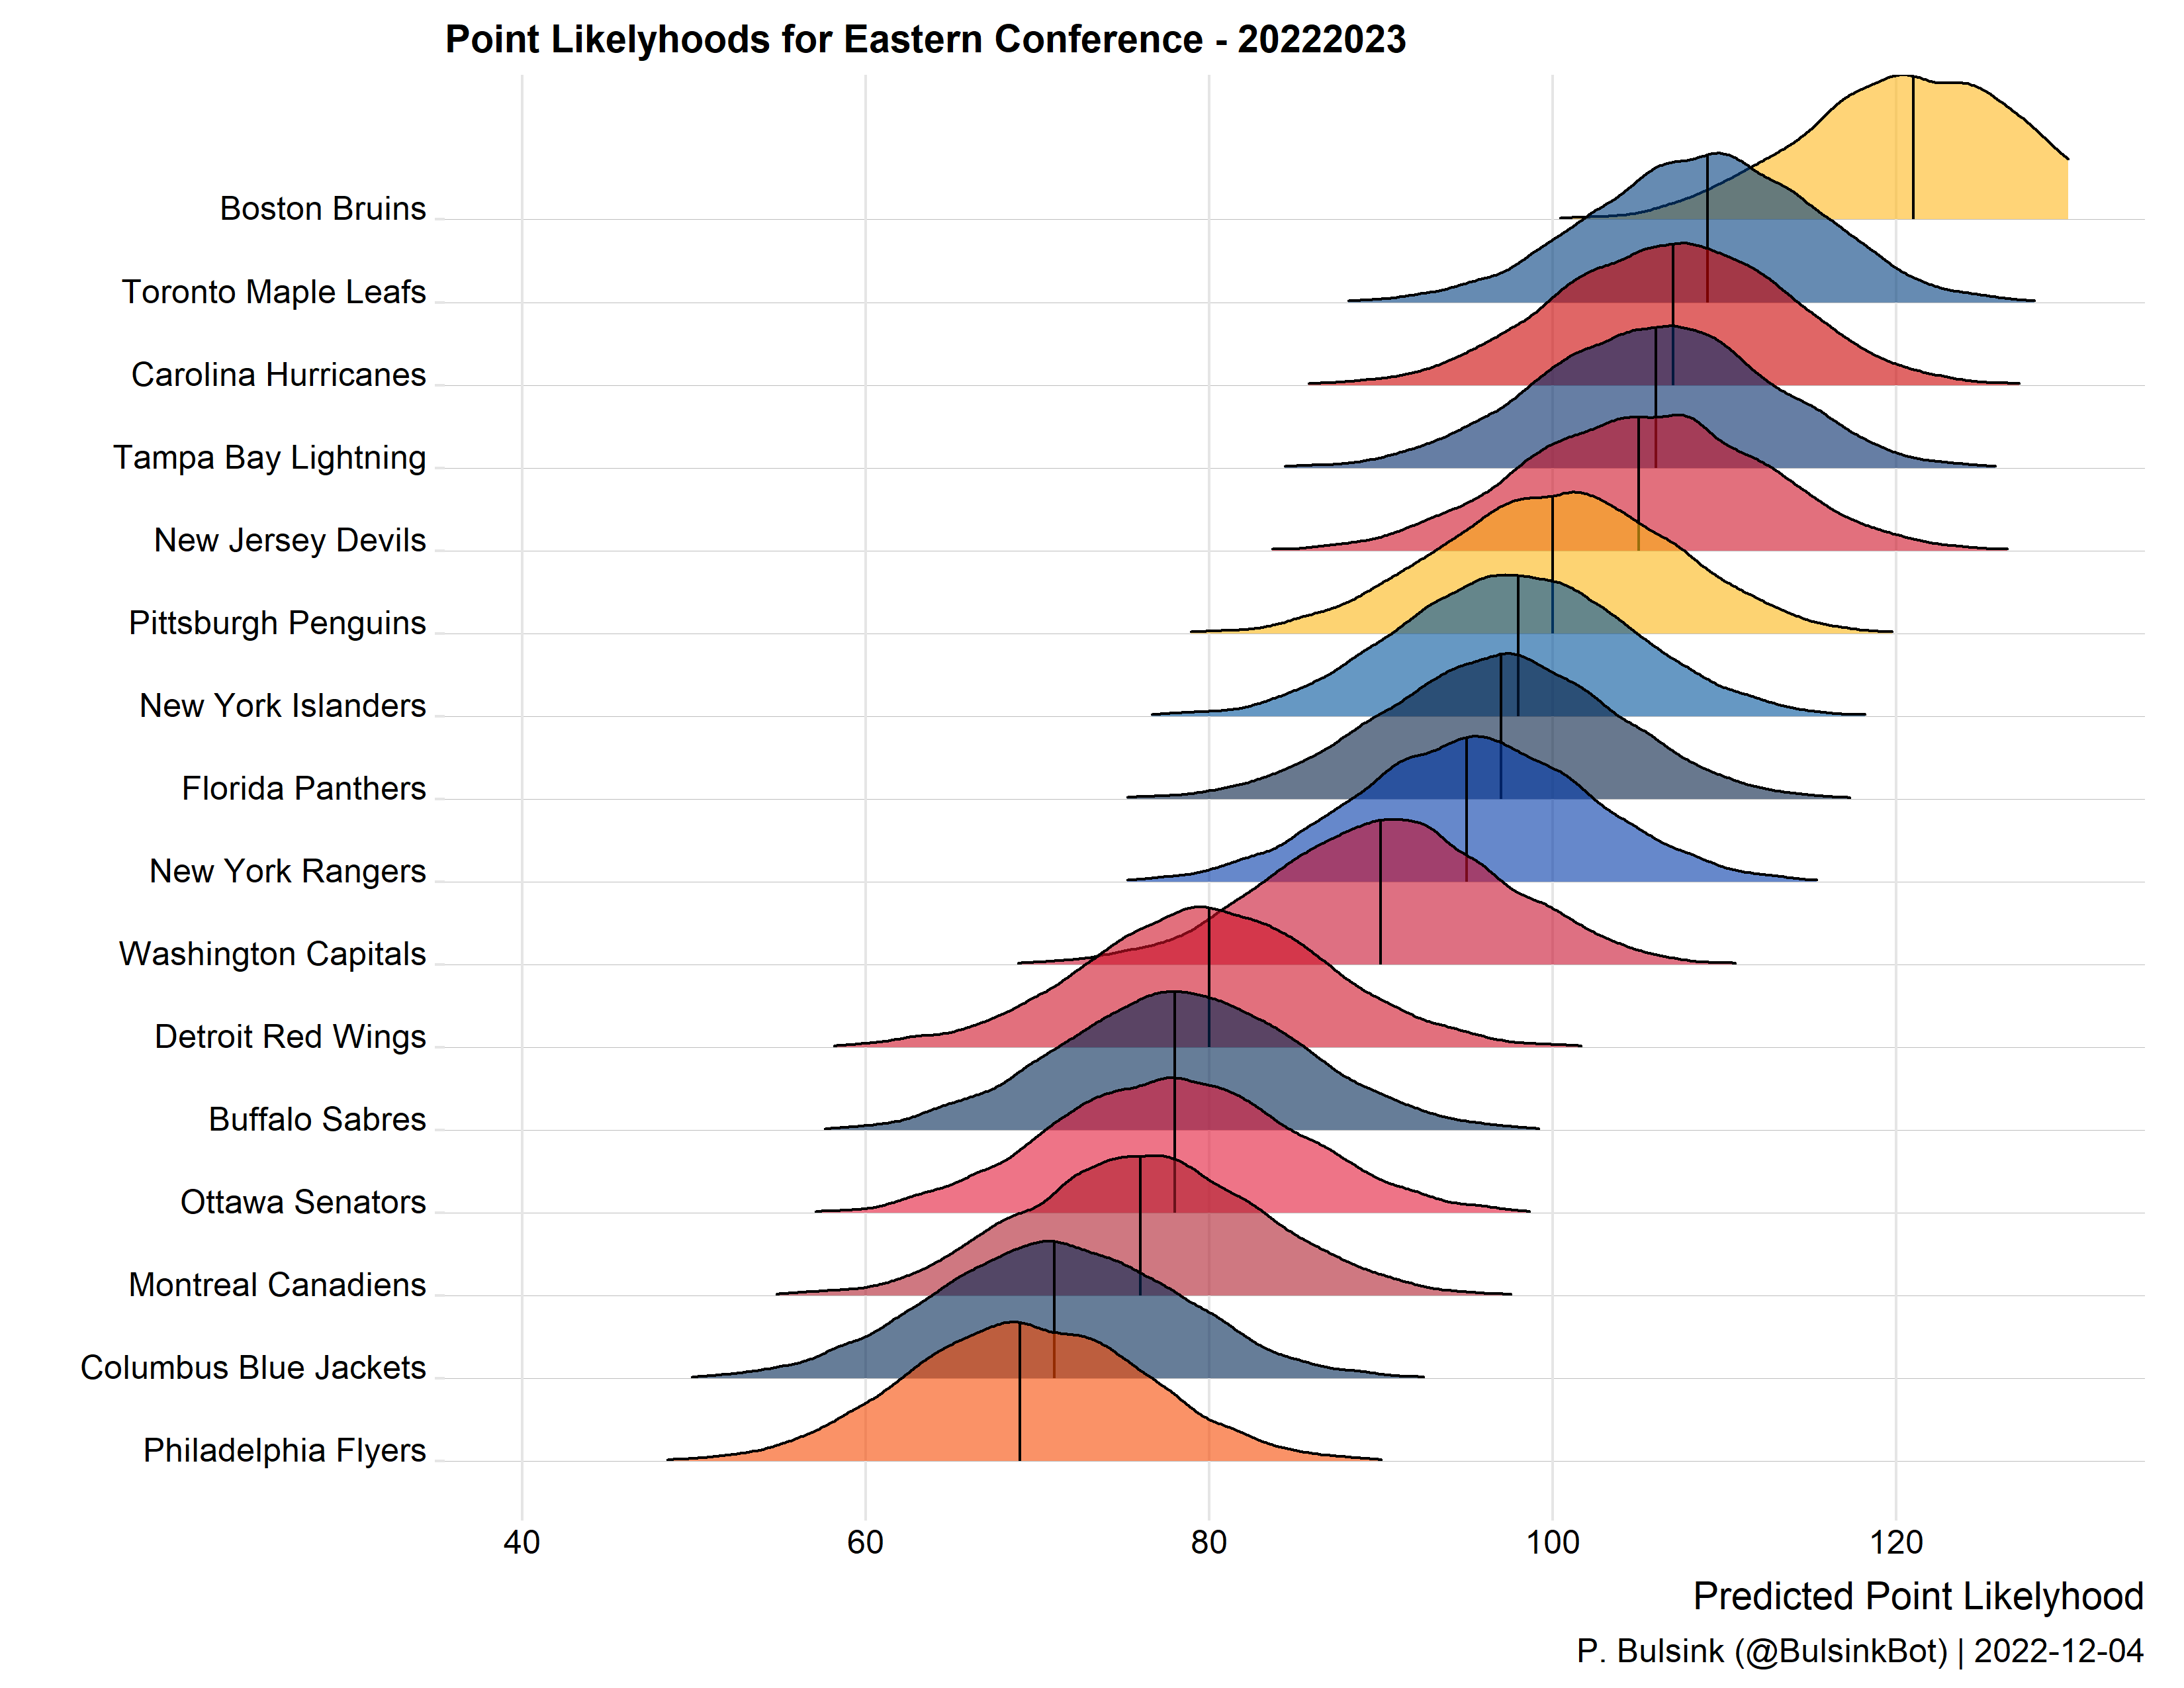 Point Likelyhoods for Eastern Conference - 20222023
Boston Bruins
Toronto Maple Leafs
Carolina Hurricanes
Tampa Bay Lightning
New Jersey Devils
Pittsburgh Penguins
New York Islanders
Florida Panthers
New York Rangers
Washington Capitals
Detroit Red Wings
Buffalo Sabres
Ottawa Senators
Montreal Canadiens
Columbus Blue Jackets
Philadelphia Flyers
40 60 80 100 120
Predicted Point Likelyhood
P. Bulsink (@BulsinkBot) | 2022-12-04